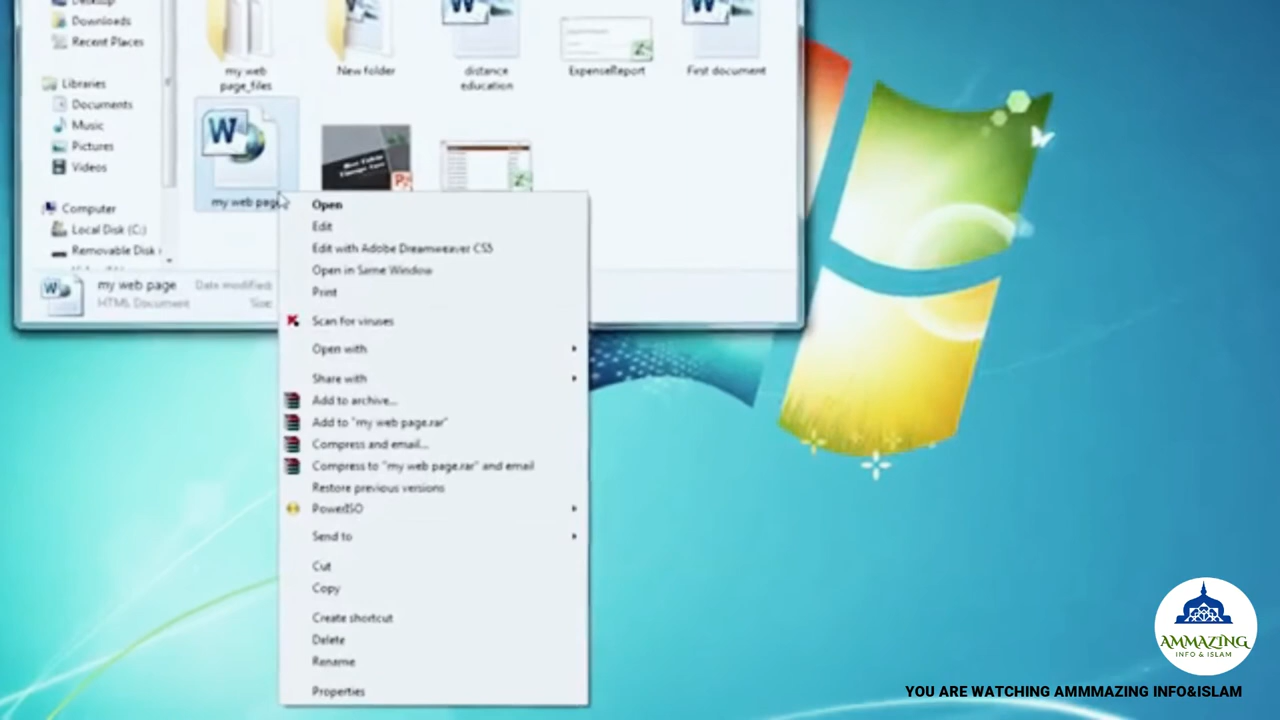 Desktop
Downloads
Recent Places
Libraries
Documents
Music
Pictures
Videos
Computer
Local Disk (C:)
Removable Disk
my web
page_files
New folder
distance
education
ExpenseReport
First document
my web page
my web page
Date modified:
HTML Document
Size:
Open
Edit
Edit with Adobe Dreamweaver CS3
Open in Same Window
Print
Scan for viruses
Open with
Share with
Add to archive...
Add to "my web page.rar"
Compress and email...
Compress to "my web page.rar" and email
Restore previous versions
PowerISO
Send to
Cut
Copy
Create shortcut
Delete
Rename
Properties
AMMAZING
INFO & ISLAM
YOU ARE WATCHING AMMMAZING INFO&ISLAM